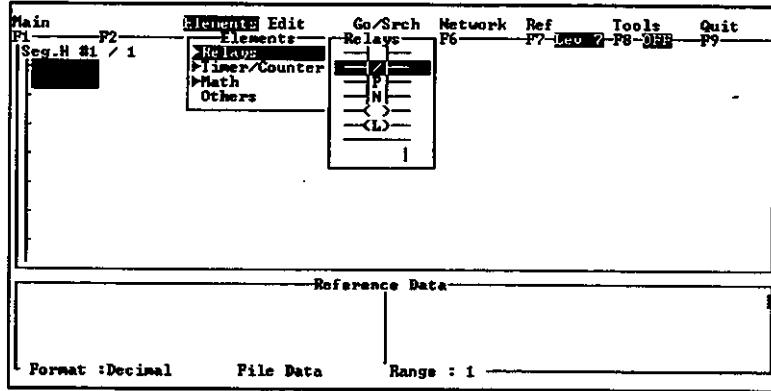 Main Elements Edit Go/Srch Network Ref Tools Quit
F1 F2 Elements Relays F6 F7 Lev ? F8-OFF F9
Seg.H #1 / 1
▶Relays
▶Timer/Counter
▶Math
Others
/
P
N
( )
(L)
Reference Data
Format :Decimal File Data Range : 1